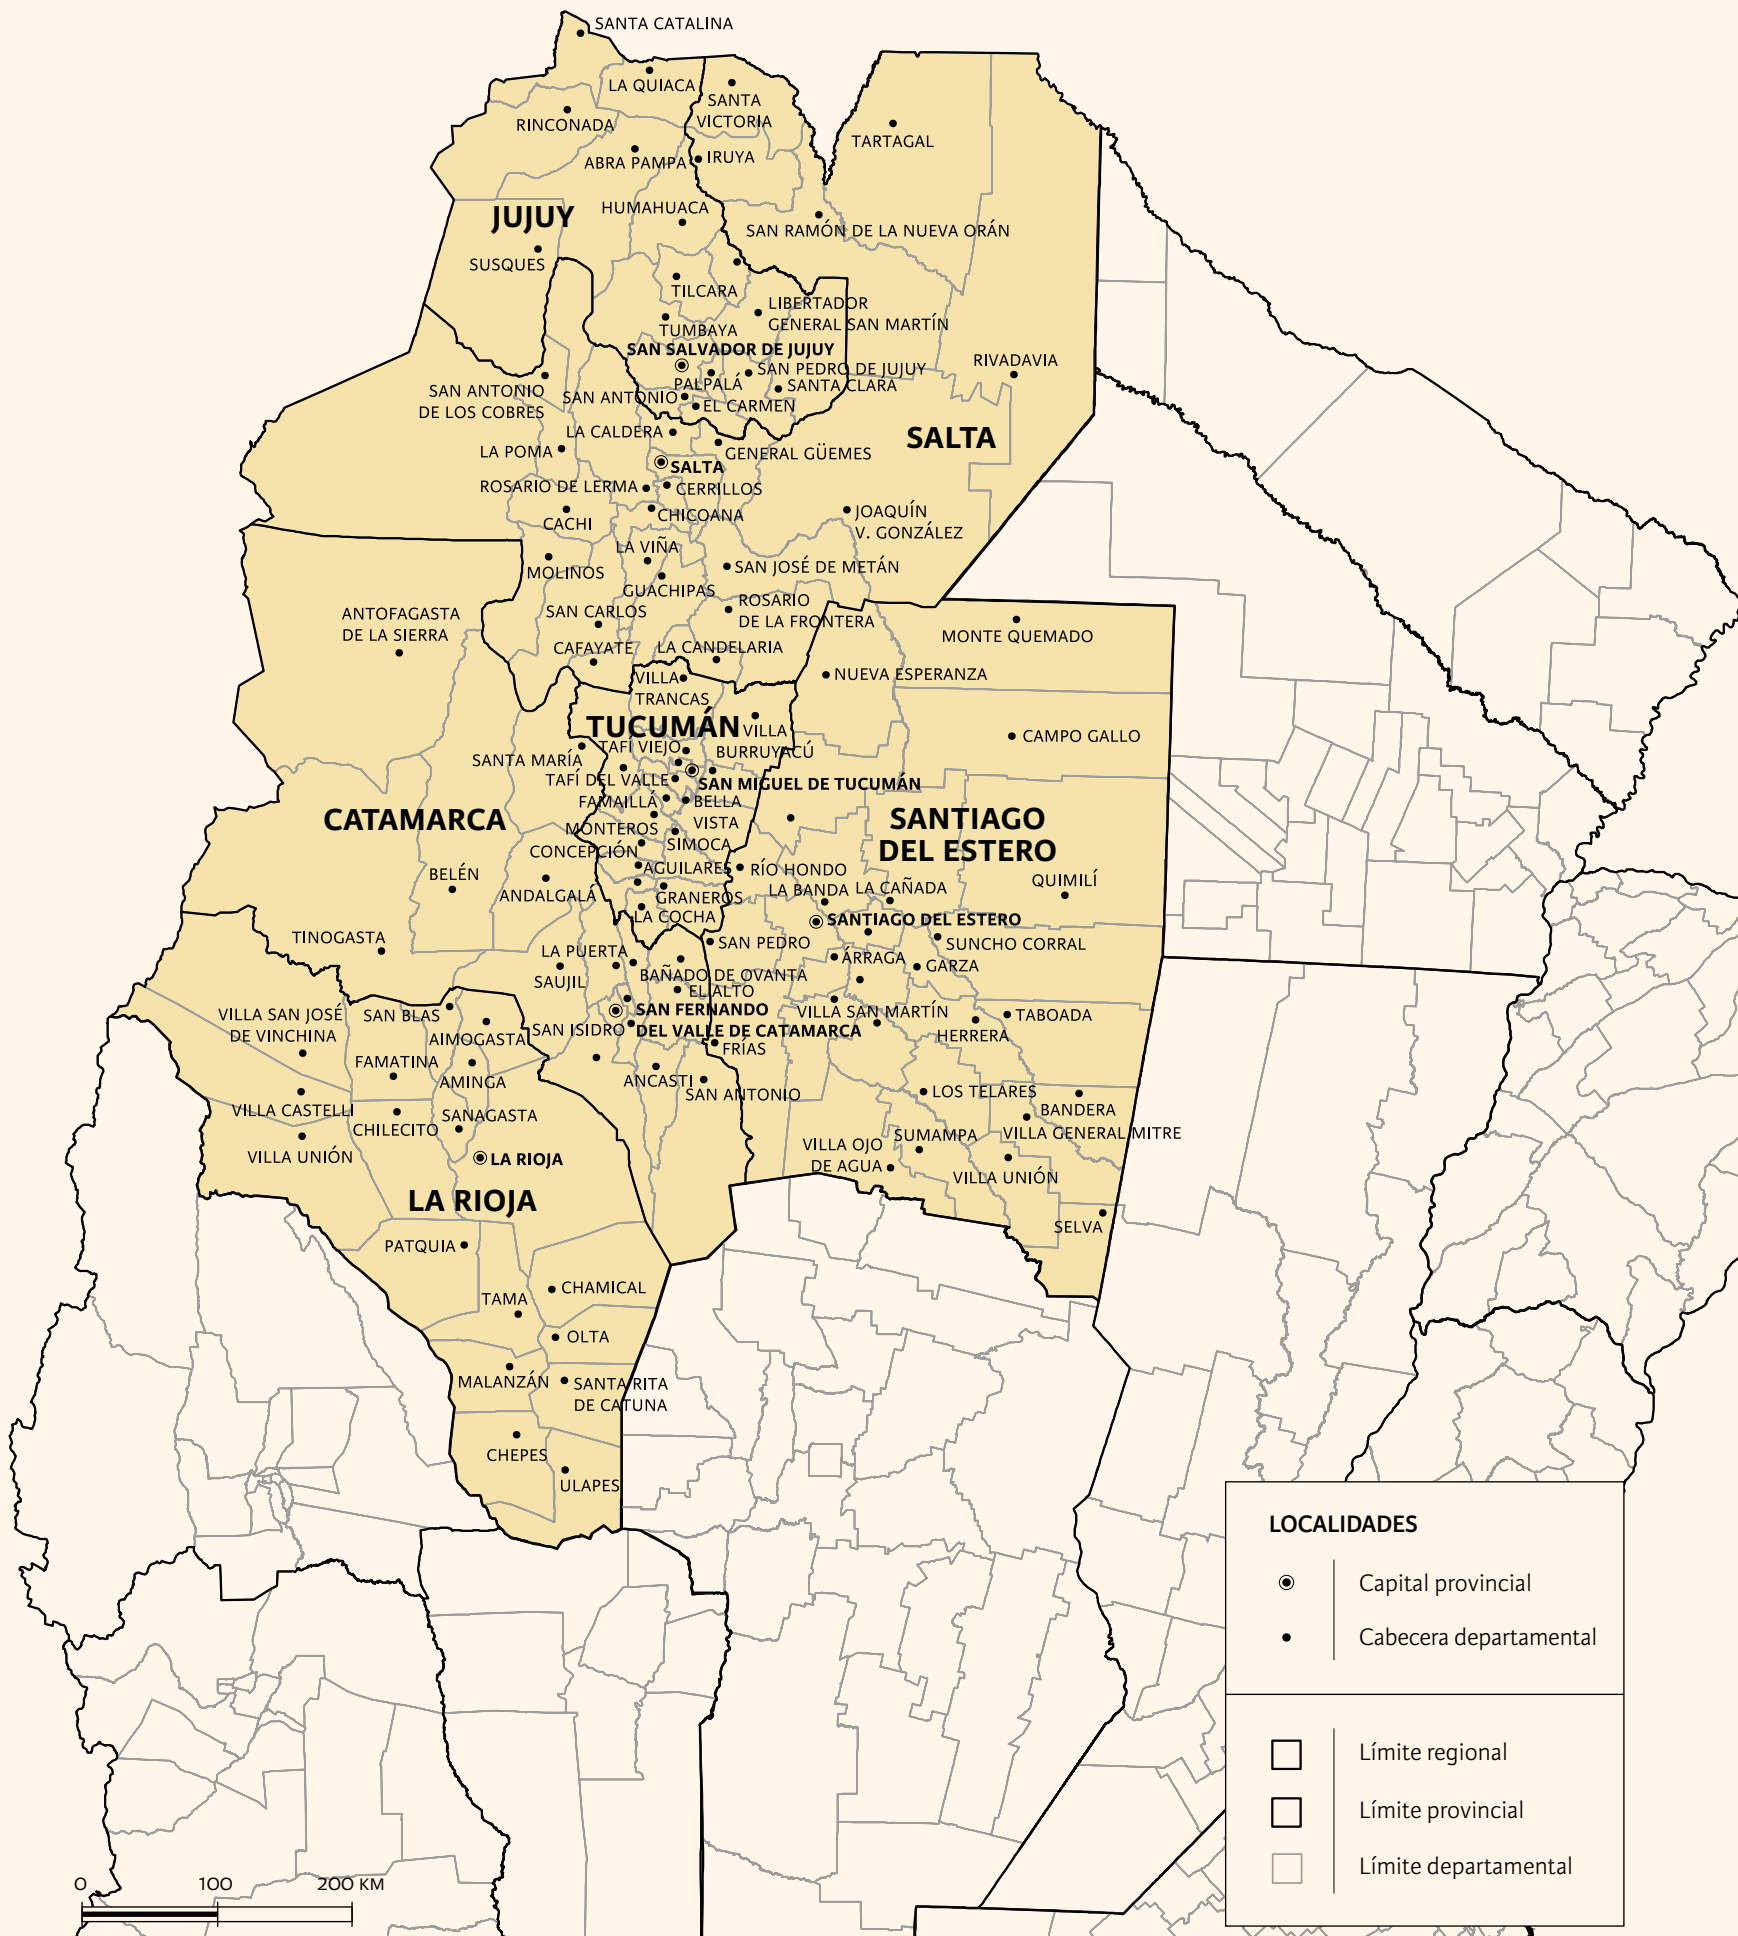 SANTA CATALINA
LA QUIACA
SANTA
VICTORIA
RINCONADA
TARTAGAL
ABRA PAMPA
IRUYA
JUJUY
HUMAHUACA
SAN RAMÓN DE LA NUEVA ORÁN
SUSQUES
TILCARA
LIBERTADOR
GENERAL SAN MARTÍN
TUMBAYA
SAN SALVADOR DE JUJUY
RIVADAVIA
SAN PEDRO DE JUJUY
PALPALÁ
SANTA CLARA
SAN ANTONIO
DE LOS COBRES
SAN ANTONIO
EL CARMEN
LA CALDERA
SALTA
LA POMA
GENERAL GÜEMES
SALTA
ROSARIO DE LERMA
CERRILLOS
CACHI
CHICOANA
JOAQUÍN
V. GONZÁLEZ
LA VIÑA
MOLINOS
SAN JOSÉ DE METÁN
GUACHIPAS
ANTOFAGASTA
DE LA SIERRA
SAN CARLOS
ROSARIO
DE LA FRONTERA
MONTE QUEMADO
CAFAYATE
LA CANDELARIA
VILLA
TRANCAS
NUEVA ESPERANZA
TUCUMÁN
VILLA
BURRUYACÚ
CAMPO GALLO
TAFÍ VIEJO
SANTA MARÍA
TAFÍ DEL VALLE
SAN MIGUEL DE TUCUMÁN
FAMAILLÁ
BELLA
VISTA
CATAMARCA
SANTIAGO
DEL ESTERO
MONTEROS
SIMOCA
CONCEPCIÓN
AGUILARES
RÍO HONDO
BELÉN
ANDALGALÁ
LA BANDA
LA CAÑADA
QUIMILÍ
GRANEROS
LA COCHA
SANTIAGO DEL ESTERO
TINOGASTA
SAN PEDRO
SUNCHO CORRAL
LA PUERTA
ÁRRAGA
GARZA
SAUJIL
BAÑADO DE OVANTA
EL ALTO
VILLA SAN JOSÉ
DE VINCHINA
SAN BLAS
SAN FERNANDO
DEL VALLE DE CATAMARCA
VILLA SAN MARTÍN
TABOADA
SAN ISIDRO
AIMOGASTA
HERRERA
FRÍAS
FAMATINA
AMINGA
ANCASTI
SAN ANTONIO
LOS TELARES
VILLA CASTELLI
BANDERA
CHILECITO
SANAGASTA
VILLA GENERAL MITRE
SUMAMPA
VILLA OJO
DE AGUA
VILLA UNIÓN
LA RIOJA
VILLA UNIÓN
LA RIOJA
SELVA
PATQUIA
CHAMICAL
TAMA
OLTA
MALANZÁN
SANTA RITA
DE CATUNA
CHEPES
ULAPES
LOCALIDADES
Capital provincial
Cabecera departamental
Límite regional
Límite provincial
Límite departamental
0 100 200 KM